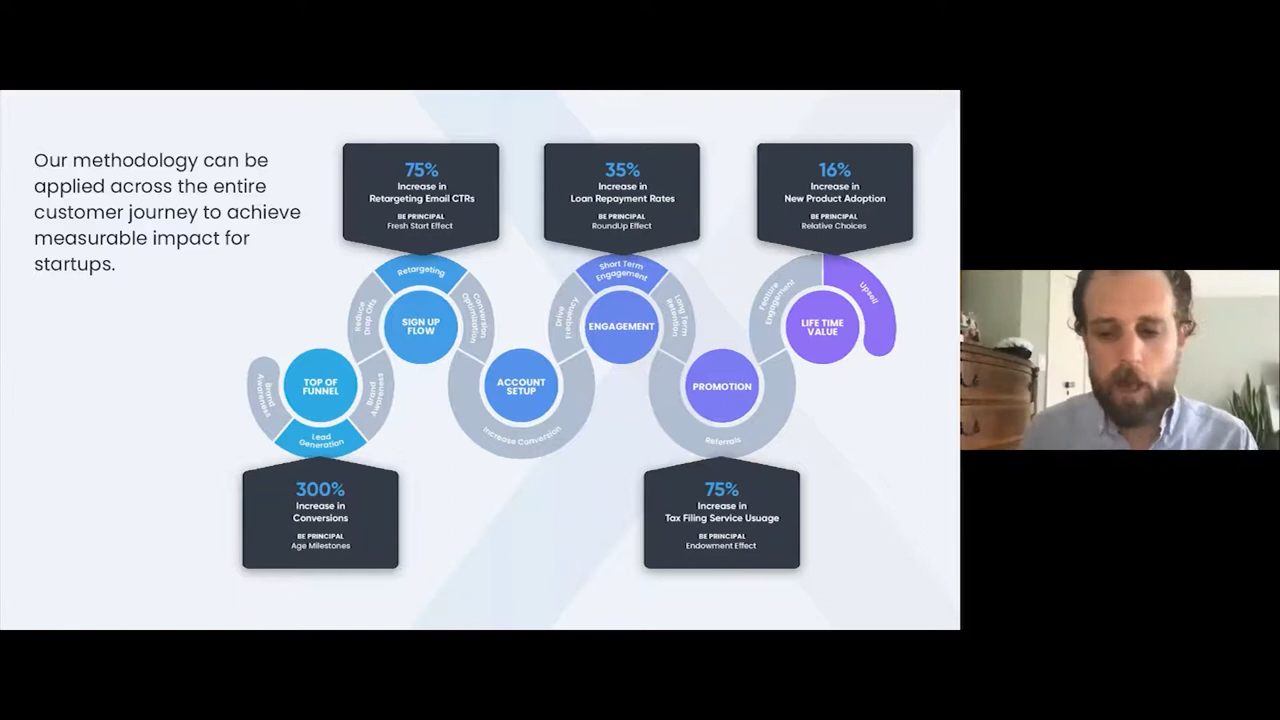 Our methodology can be
applied across the entire
customer journey to achieve
measurable impact for
startups.
75%
Increase in
Retargeting Email CTRs
BE PRINCIPAL
Fresh Start Effect
35%
Increase in
Loan Repayment Rates
BE PRINCIPAL
RoundUp Effect
16%
Increase in
New Product Adoption
BE PRINCIPAL
Relative Choices
Brand
Awareness
TOP OF
FUNNEL
Lead
Generation
Brand
Awareness
Reduce
Drop Offs
Retargeting
SIGN UP
FLOW
Conversion
Optimization
ACCOUNT
SETUP
Increase Conversion
Drive
Frequency
Short Term
Engagement
ENGAGEMENT
Long Term
Retention
PROMOTION
Referrals
Feature
Engagement
LIFE TIME
VALUE
Upsell
300%
Increase in
Conversions
BE PRINCIPAL
Age Milestones
75%
Increase in
Tax Filing Service Usuage
BE PRINCIPAL
Endowment Effect